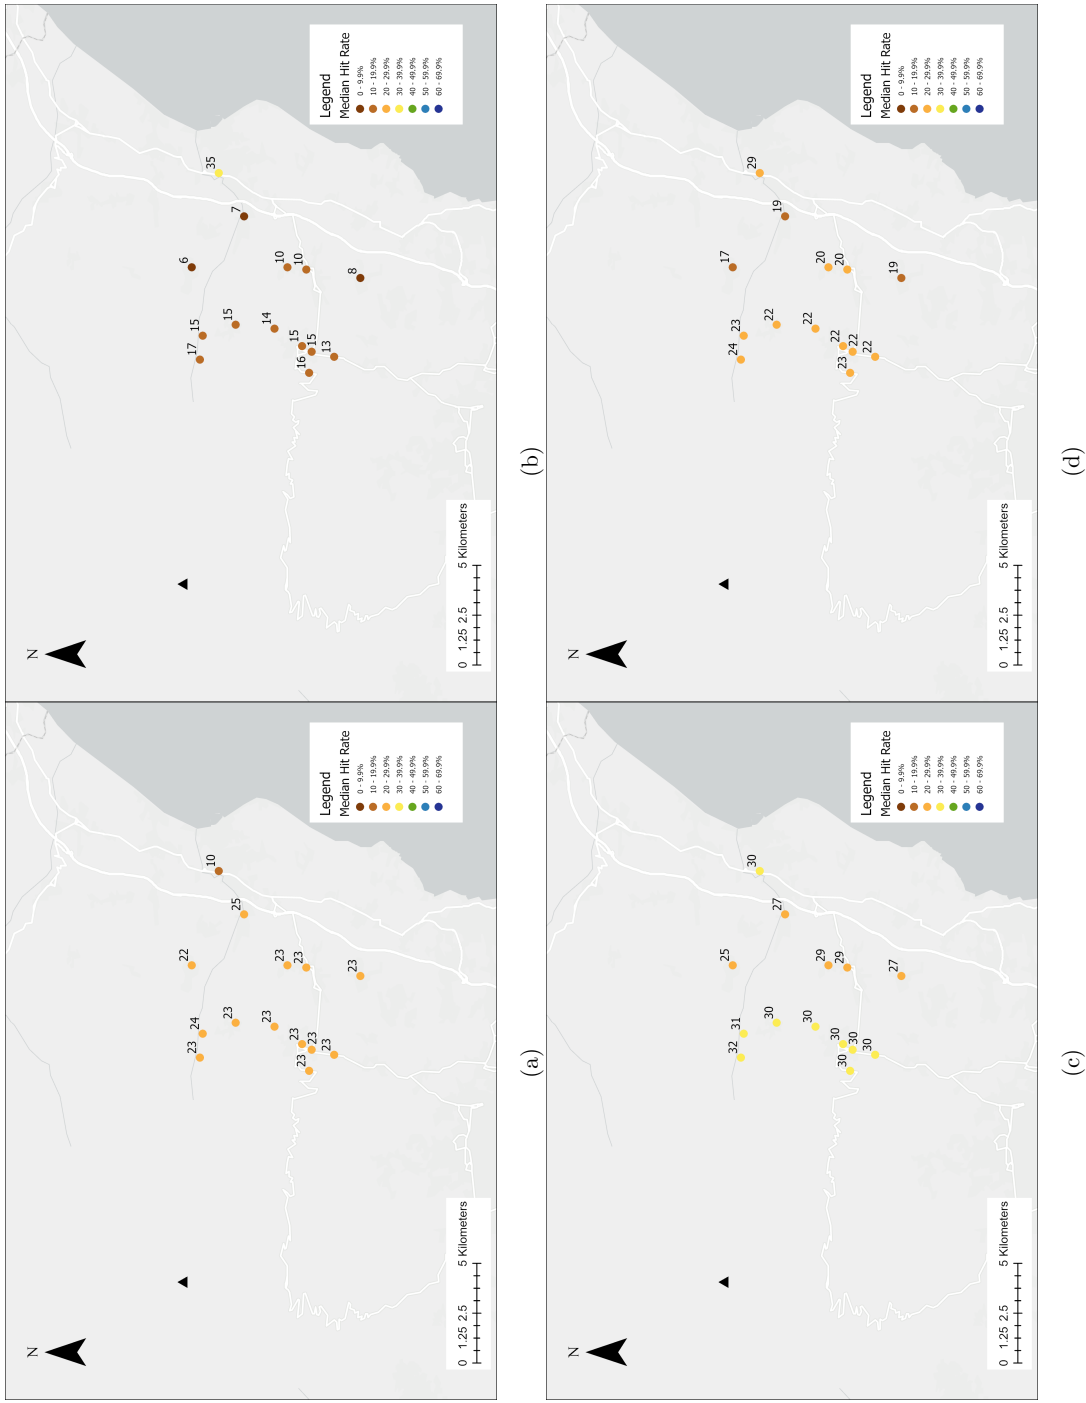 N
22
23
24
10
23
25
23
23
23
23
23
23
23
23
Legend
Median Hit Rate
0 - 9.9%
10 - 19.9%
20 - 29.9%
30 - 39.9%
40 - 49.9%
50 - 59.9%
60 - 69.9%
0 1.25 2.5 5 Kilometers
(a)
N
6
17
15
35
15
7
14
10
15
10
16
15
13
8
Legend
Median Hit Rate
0 - 9.9%
10 - 19.9%
20 - 29.9%
30 - 39.9%
40 - 49.9%
50 - 59.9%
60 - 69.9%
0 1.25 2.5 5 Kilometers
(b)
N
25
32
31
30
30
27
30
29
30
29
30
30
30
27
Legend
Median Hit Rate
0 - 9.9%
10 - 19.9%
20 - 29.9%
30 - 39.9%
40 - 49.9%
50 - 59.9%
60 - 69.9%
0 1.25 2.5 5 Kilometers
(c)
N
17
24
23
29
22
19
22
20
22
20
23
22
22
19
Legend
Median Hit Rate
0 - 9.9%
10 - 19.9%
20 - 29.9%
30 - 39.9%
40 - 49.9%
50 - 59.9%
60 - 69.9%
0 1.25 2.5 5 Kilometers
(d)